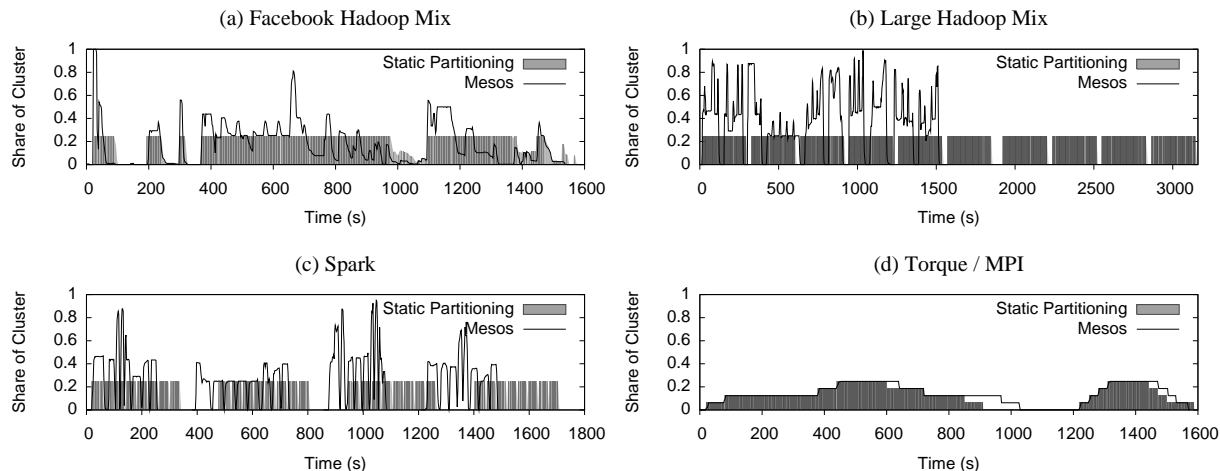 (a) Facebook Hadoop Mix
Share of Cluster
1
0.8
0.6
0.4
0.2
0
Static Partitioning
Mesos
0 200 400 600 800 1000 1200 1400 1600
Time (s)
(b) Large Hadoop Mix
Share of Cluster
1
0.8
0.6
0.4
0.2
0
Static Partitioning
Mesos
0 500 1000 1500 2000 2500 3000
Time (s)
(c) Spark
Share of Cluster
1
0.8
0.6
0.4
0.2
0
Static Partitioning
Mesos
0 200 400 600 800 1000 1200 1400 1600 1800
Time (s)
(d) Torque / MPI
Share of Cluster
1
0.8
0.6
0.4
0.2
0
Static Partitioning
Mesos
0 200 400 600 800 1000 1200 1400 1600
Time (s)